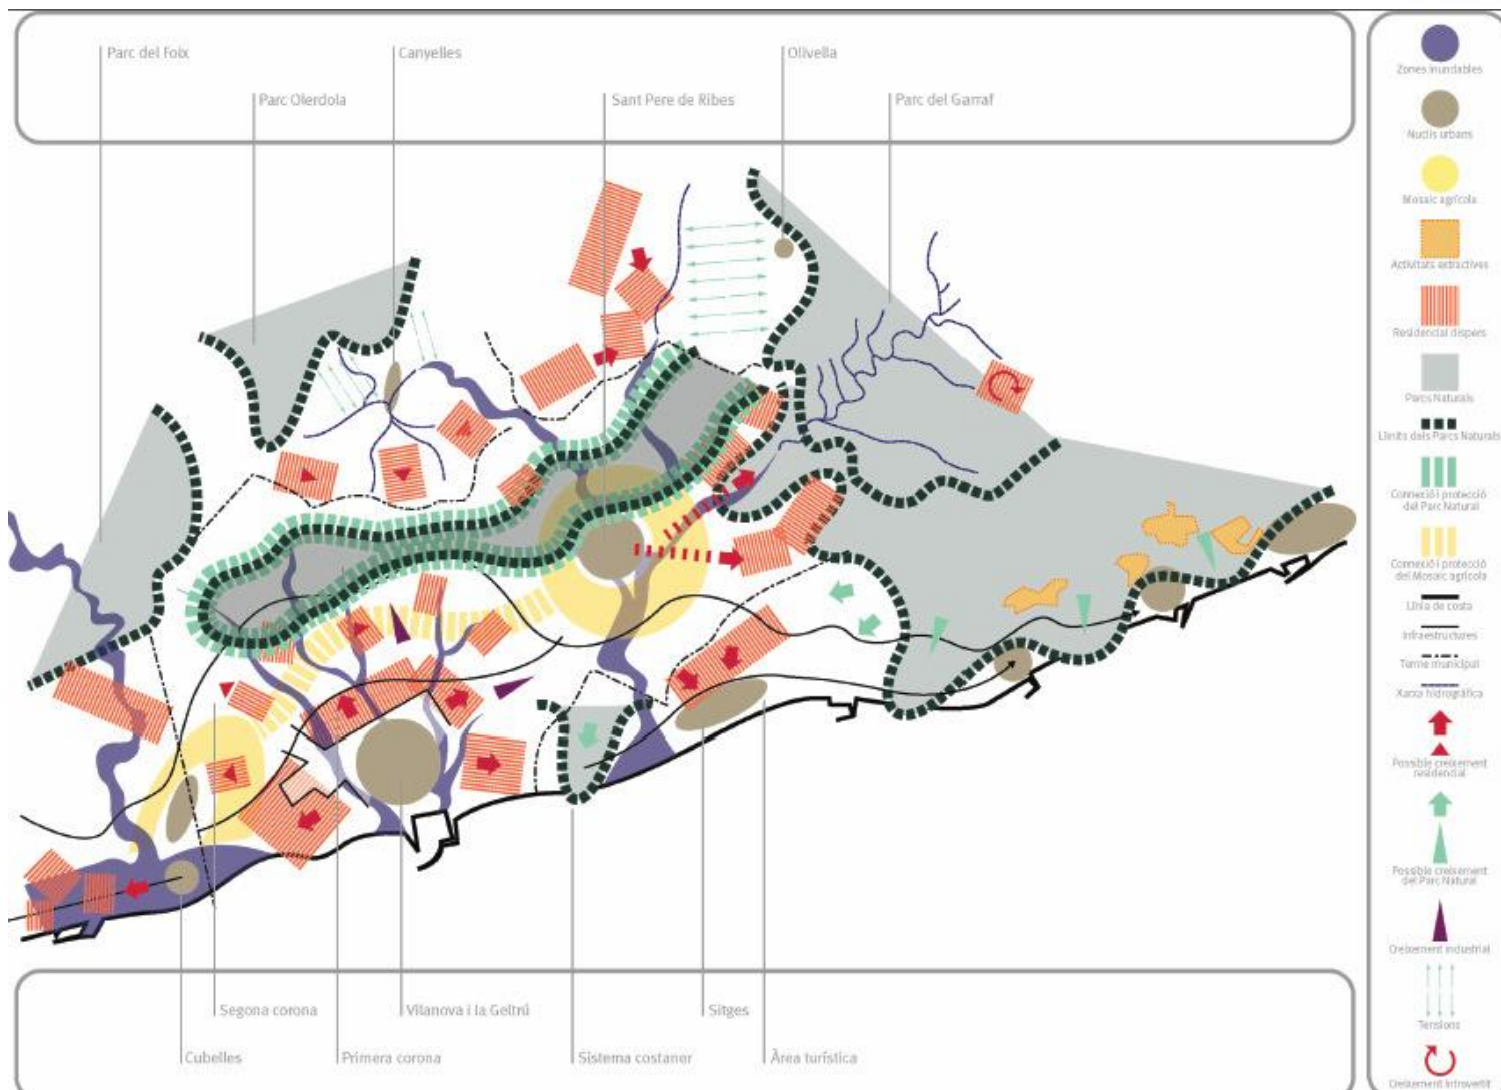 Parc del Foix
Canyelles
Olivella
Parc Olerdola
Sant Pere de Ribes
Parc del Garraf
Segona corona
Vilanova i la Geltrú
Sitges
Cubelles
Primera corona
Sistema costaner
Àrea turística
Zones inundables
Nuclis urbans
Mosaic agrícola
Activitats extractives
Residencial dispers
Parcs Naturals
Límits dels Parcs Naturals
Connexió i protecció
del Parc Natural
Connexió i protecció
del Mosaic agrícola
Línia de costa
Infraestructures
Terme municipal
Xarxa hidrogràfica
Possible creixement
residencial
Possible creixement
del Parc Natural
Creixement industrial
Tensions
Creixement introvertit